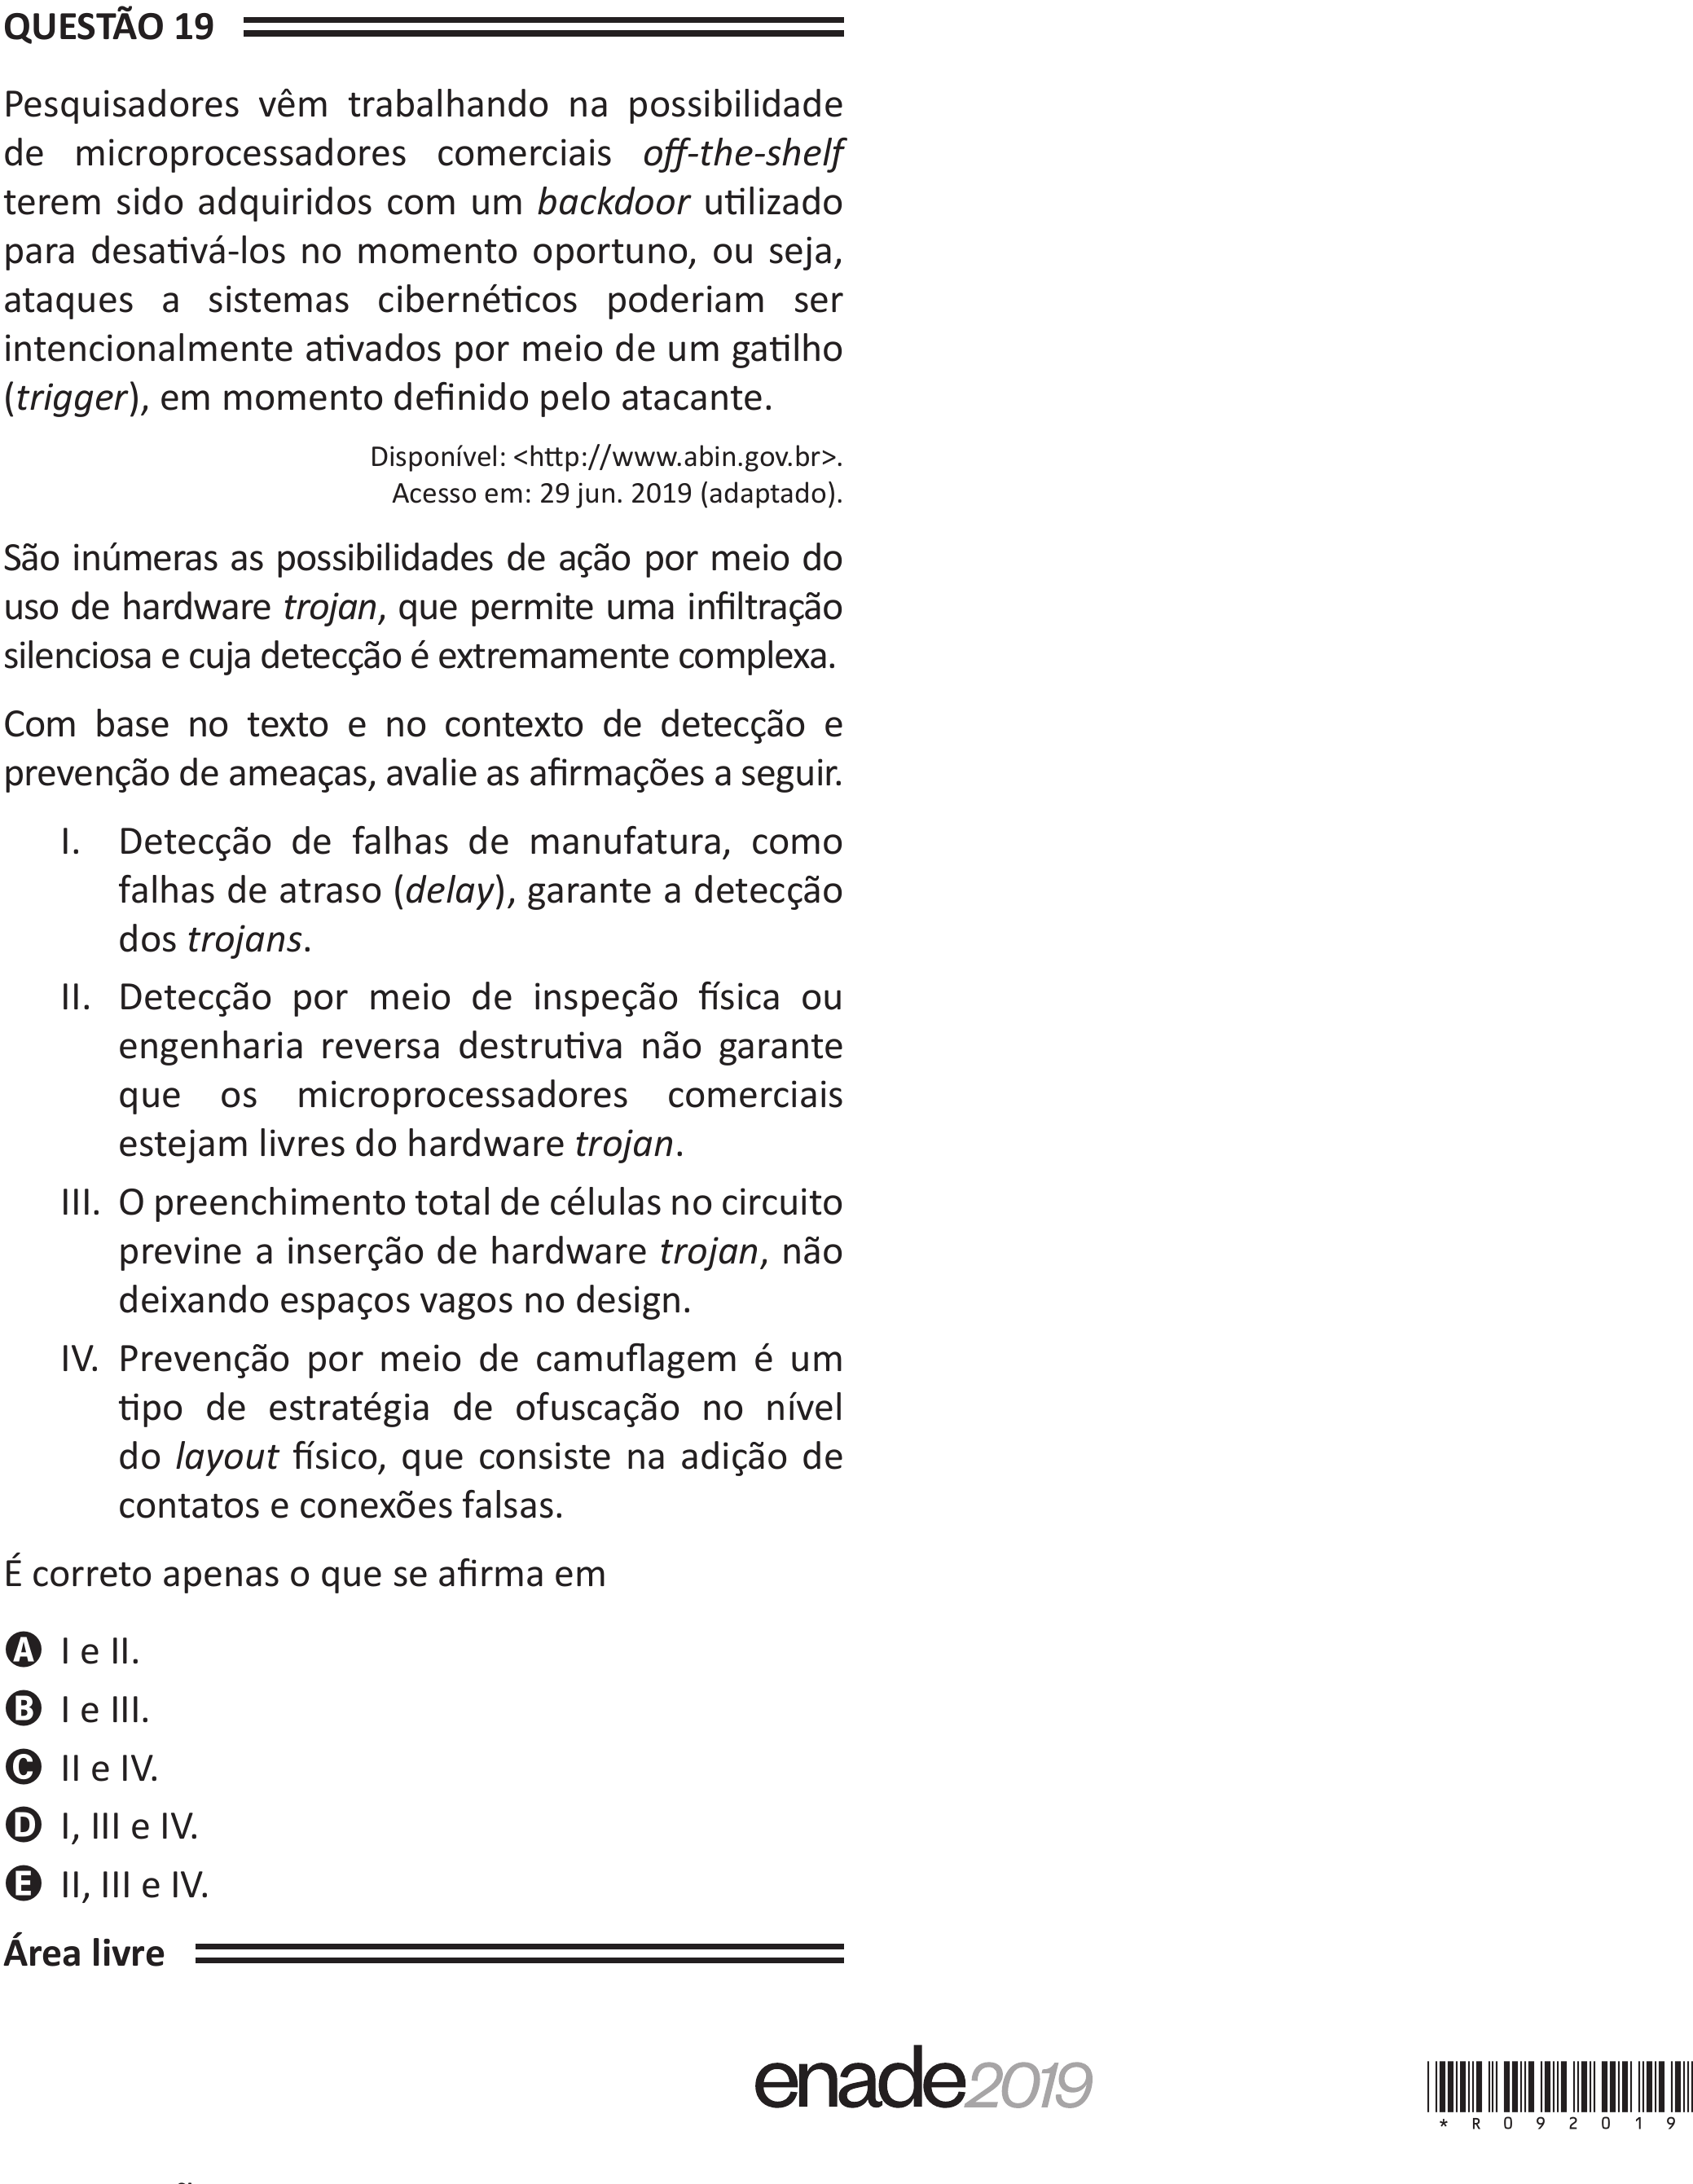 QUESTÃO 19
Pesquisadores vêm trabalhando na possibilidade
de microprocessadores comerciais off-the-shelf
terem sido adquiridos com um backdoor utilizado
para desativá-los no momento oportuno, ou seja,
ataques a sistemas cibernéticos poderiam ser
intencionalmente ativados por meio de um gatilho
(trigger), em momento definido pelo atacante.
Disponível: <http://www.abin.gov.br>.
Acesso em: 29 jun. 2019 (adaptado).
São inúmeras as possibilidades de ação por meio do
uso de hardware trojan, que permite uma infiltração
silenciosa e cuja detecção é extremamente complexa.
Com base no texto e no contexto de detecção e
prevenção de ameaças, avalie as afirmações a seguir.
I. Detecção de falhas de manufatura, como
falhas de atraso (delay), garante a detecção
dos trojans.
II. Detecção por meio de inspeção física ou
engenharia reversa destrutiva não garante
que os microprocessadores comerciais
estejam livres do hardware trojan.
III. O preenchimento total de células no circuito
previne a inserção de hardware trojan, não
deixando espaços vagos no design.
IV. Prevenção por meio de camuflagem é um
tipo de estratégia de ofuscação no nível
do layout físico, que consiste na adição de
contatos e conexões falsas.
É correto apenas o que se afirma em
A I e II.
B I e III.
C II e IV.
D I, III e IV.
E II, III e IV.
Área livre
enade2019
*R092019